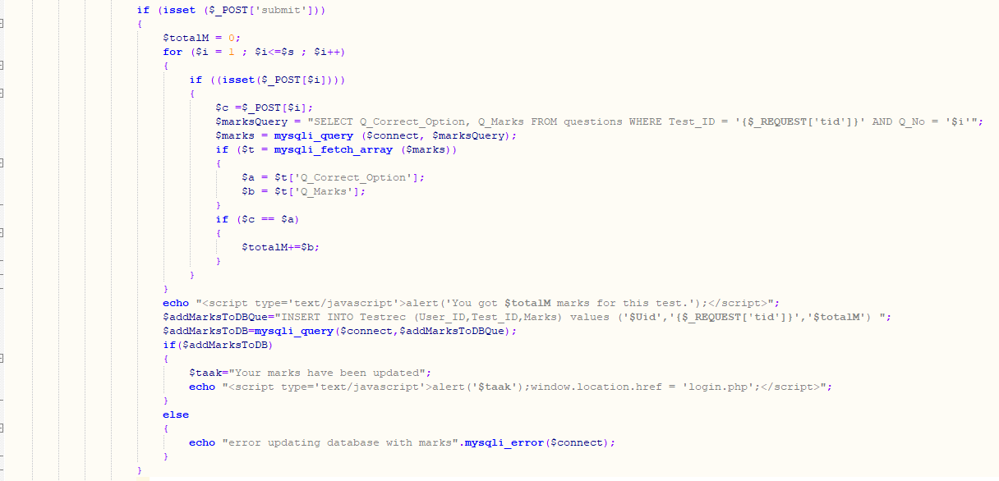 if (isset ($_POST['submit']))
{
$totalM = 0;
for ($i = 1 ; $i<=$s ; $i++)
{
if ((isset($_POST[$i])))
{
$c =$_POST[$i];
$marksQuery = "SELECT Q_Correct_Option, Q_Marks FROM questions WHERE Test_ID = '{$_REQUEST['tid']}' AND Q_No = '$i'";
$marks = mysqli_query ($connect, $marksQuery);
if ($t = mysqli_fetch_array ($marks))
{
$a = $t['Q_Correct_Option'];
$b = $t['Q_Marks'];
}
if ($c == $a)
{
$totalM+=$b;
}
}
}
echo "<script type='text/javascript'>alert('You got $totalM marks for this test.');</script>";
$addMarksToDBQue="INSERT INTO Testrec (User_ID,Test_ID,Marks) values ('$Uid','{$_REQUEST['tid']}','$totalM') ";
$addMarksToDB=mysqli_query($connect,$addMarksToDBQue);
if($addMarksToDB)
{
$taak="Your marks have been updated";
echo "<script type='text/javascript'>alert('$taak');window.location.href = 'login.php';</script>";
}
else
{
echo "error updating database with marks".mysqli_error($connect);
}
}